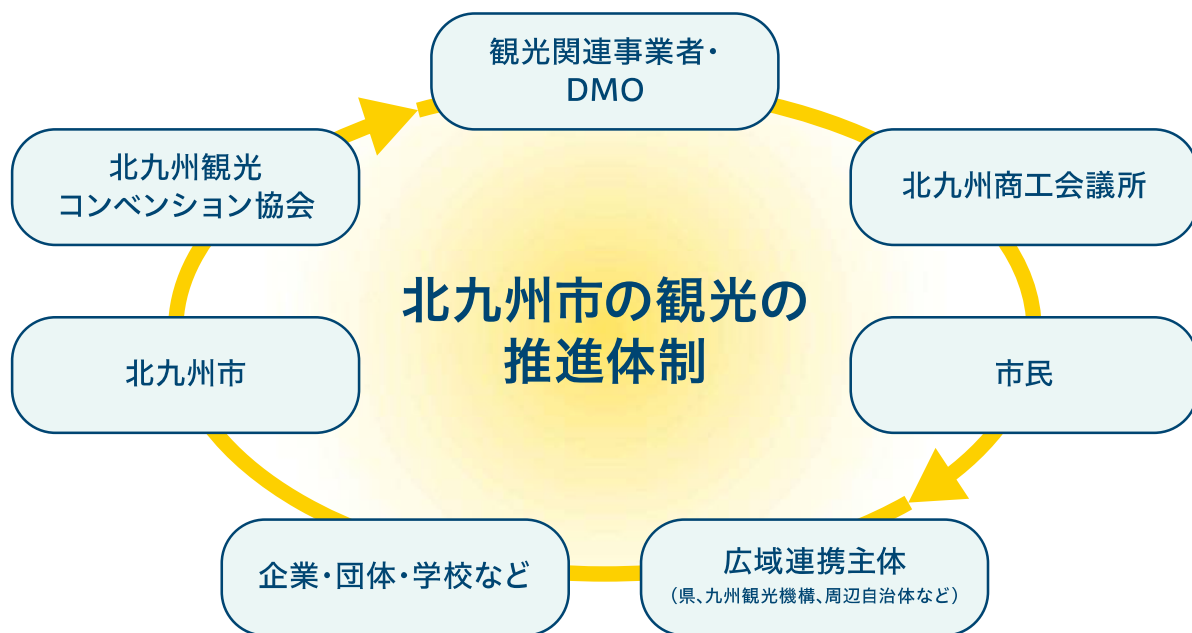 観光関連事業者・
DMO
北九州観光
コンベンション協会
北九州商工会議所
北九州市の観光の
推進体制
北九州市
市民
企業・団体・学校など
広域連携主体
（県、九州観光機構、周辺自治体など）